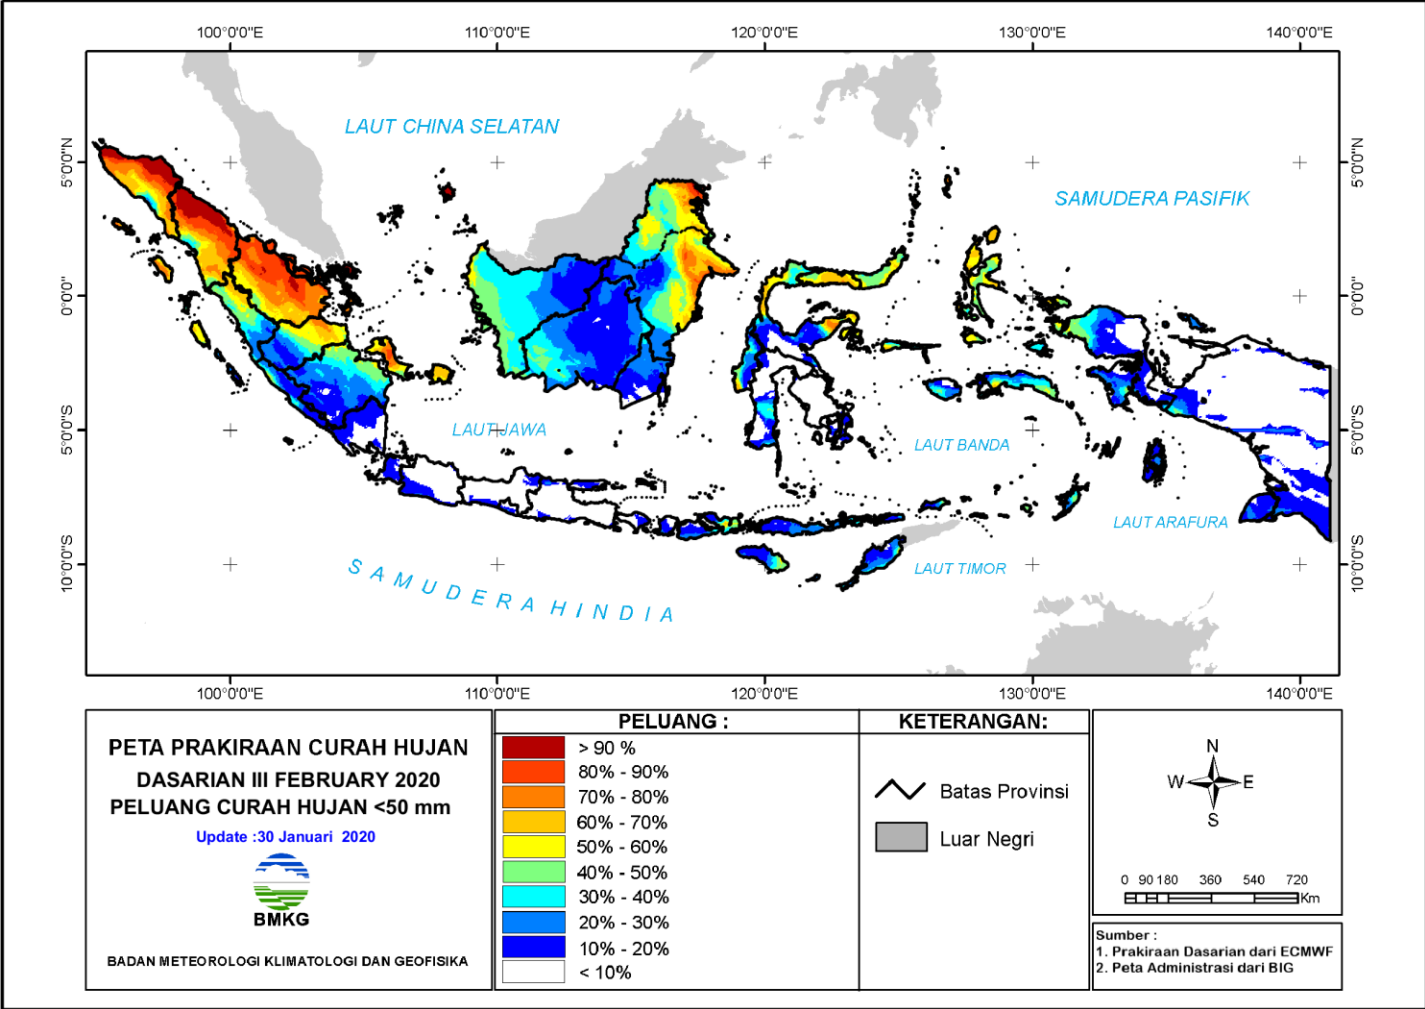 100°0'0"E 110°0'0"E 120°0'0"E 130°0'0"E 140°0'0"E
5°0'0"N 5°0'0"N
0°0'0" 0°0'0"
5°0'0"S 5°0'0"S
10°0'0"S 10°0'0"S
LAUT CHINA SELATAN
SAMUDERA PASIFIK
LAUT JAWA
LAUT BANDA
LAUT ARAFURA
LAUT TIMOR
SAMUDERA HINDIA
100°0'0"E 110°0'0"E 120°0'0"E 130°0'0"E 140°0'0"E
PETA PRAKIRAAN CURAH HUJAN
DASARIAN III FEBRUARY 2020
PELUANG CURAH HUJAN <50 mm
Update :30 Januari 2020
BMKG
BADAN METEOROLOGI KLIMATOLOGI DAN GEOFISIKA
PELUANG :
> 90 %
80% - 90%
70% - 80%
60% - 70%
50% - 60%
40% - 50%
30% - 40%
20% - 30%
10% - 20%
< 10%
KETERANGAN:
Batas Provinsi
Luar Negri
N
W E
S
0 90 180 360 540 720
Km
Sumber :
1. Prakiraan Dasarian dari ECMWF
2. Peta Administrasi dari BIG